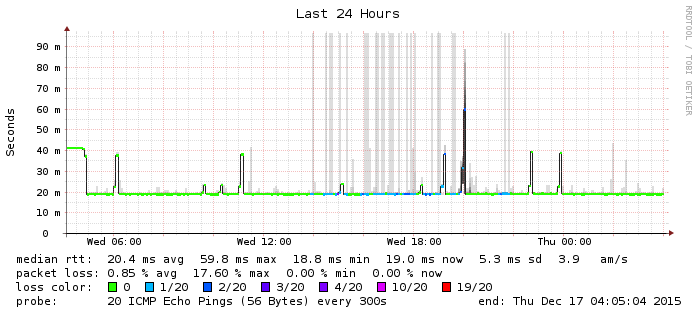 Last 24 Hours
RRDTOOL / TOBI OETIKER
Seconds
90 m
80 m
70 m
60 m
50 m
40 m
30 m
20 m
10 m
0
Wed 06:00 Wed 12:00 Wed 18:00 Thu 00:00
median rtt: 20.4 ms avg 59.8 ms max 18.8 ms min 19.0 ms now 5.3 ms sd 3.9 am/s
packet loss: 0.85 % avg 17.60 % max 0.00 % min 0.00 % now
loss color: 0 1/20 2/20 3/20 4/20 10/20 19/20
probe: 20 ICMP Echo Pings (56 Bytes) every 300s end: Thu Dec 17 04:05:04 2015